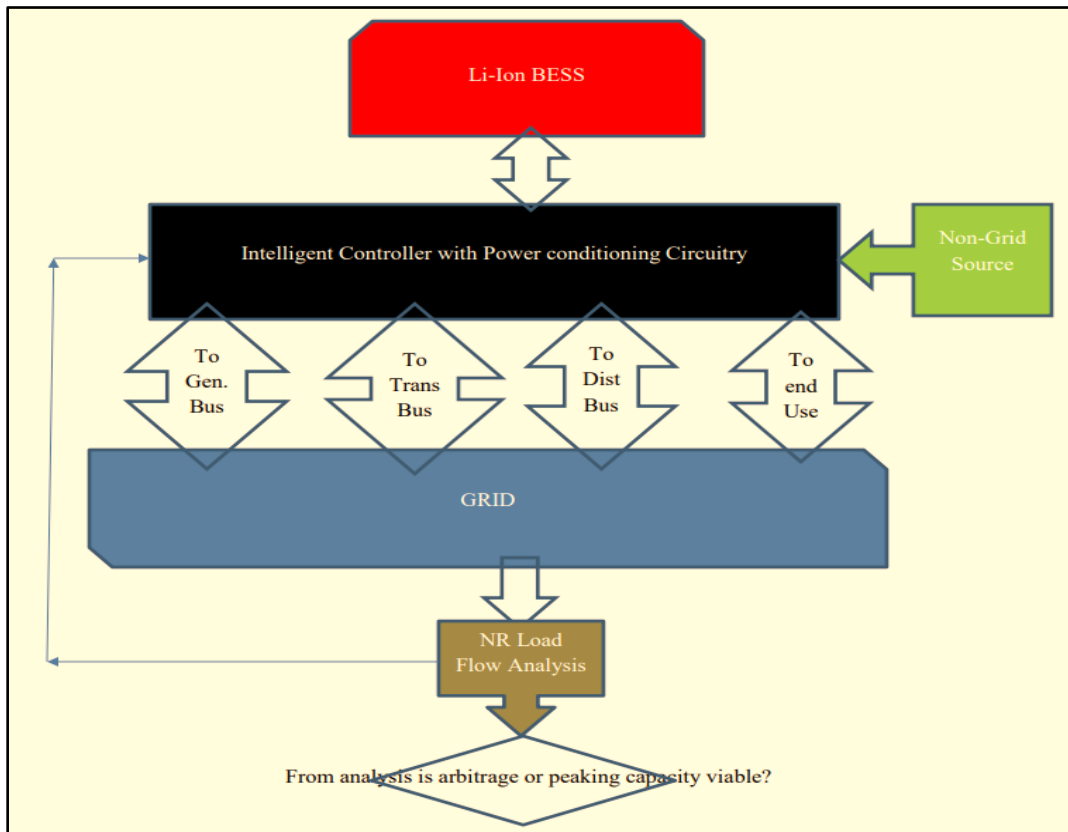 Li-Ion BESS
Intelligent Controller with Power conditioning Circuitry
Non-Grid
Source
To
Gen.
Bus
To
Trans
Bus
To
Dist
Bus
To
end
Use
GRID
NR Load
Flow Analysis
From analysis is arbitrage or peaking capacity viable?